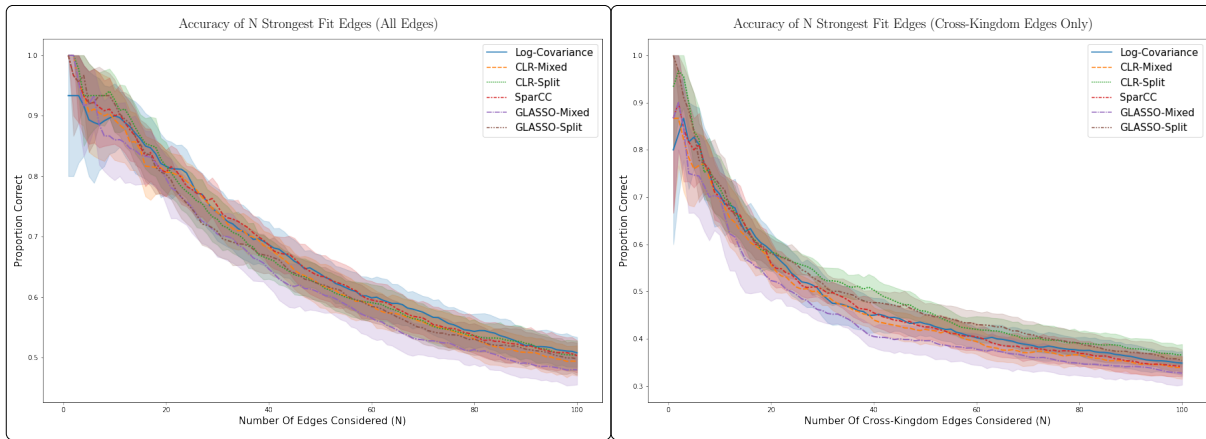 Accuracy of N Strongest Fit Edges (All Edges)
1.0
0.9
0.8
0.7
0.6
0.5
Proportion Correct
0
20
40
60
80
100
Number Of Edges Considered (N)
Log-Covariance
CLR-Mixed
CLR-Split
SparCC
GLASSO-Mixed
GLASSO-Split
Accuracy of N Strongest Fit Edges (Cross-Kingdom Edges Only)
1.0
0.9
0.8
0.7
0.6
0.5
0.4
0.3
Proportion Correct
0
20
40
60
80
100
Number Of Cross-Kingdom Edges Considered (N)
Log-Covariance
CLR-Mixed
CLR-Split
SparCC
GLASSO-Mixed
GLASSO-Split